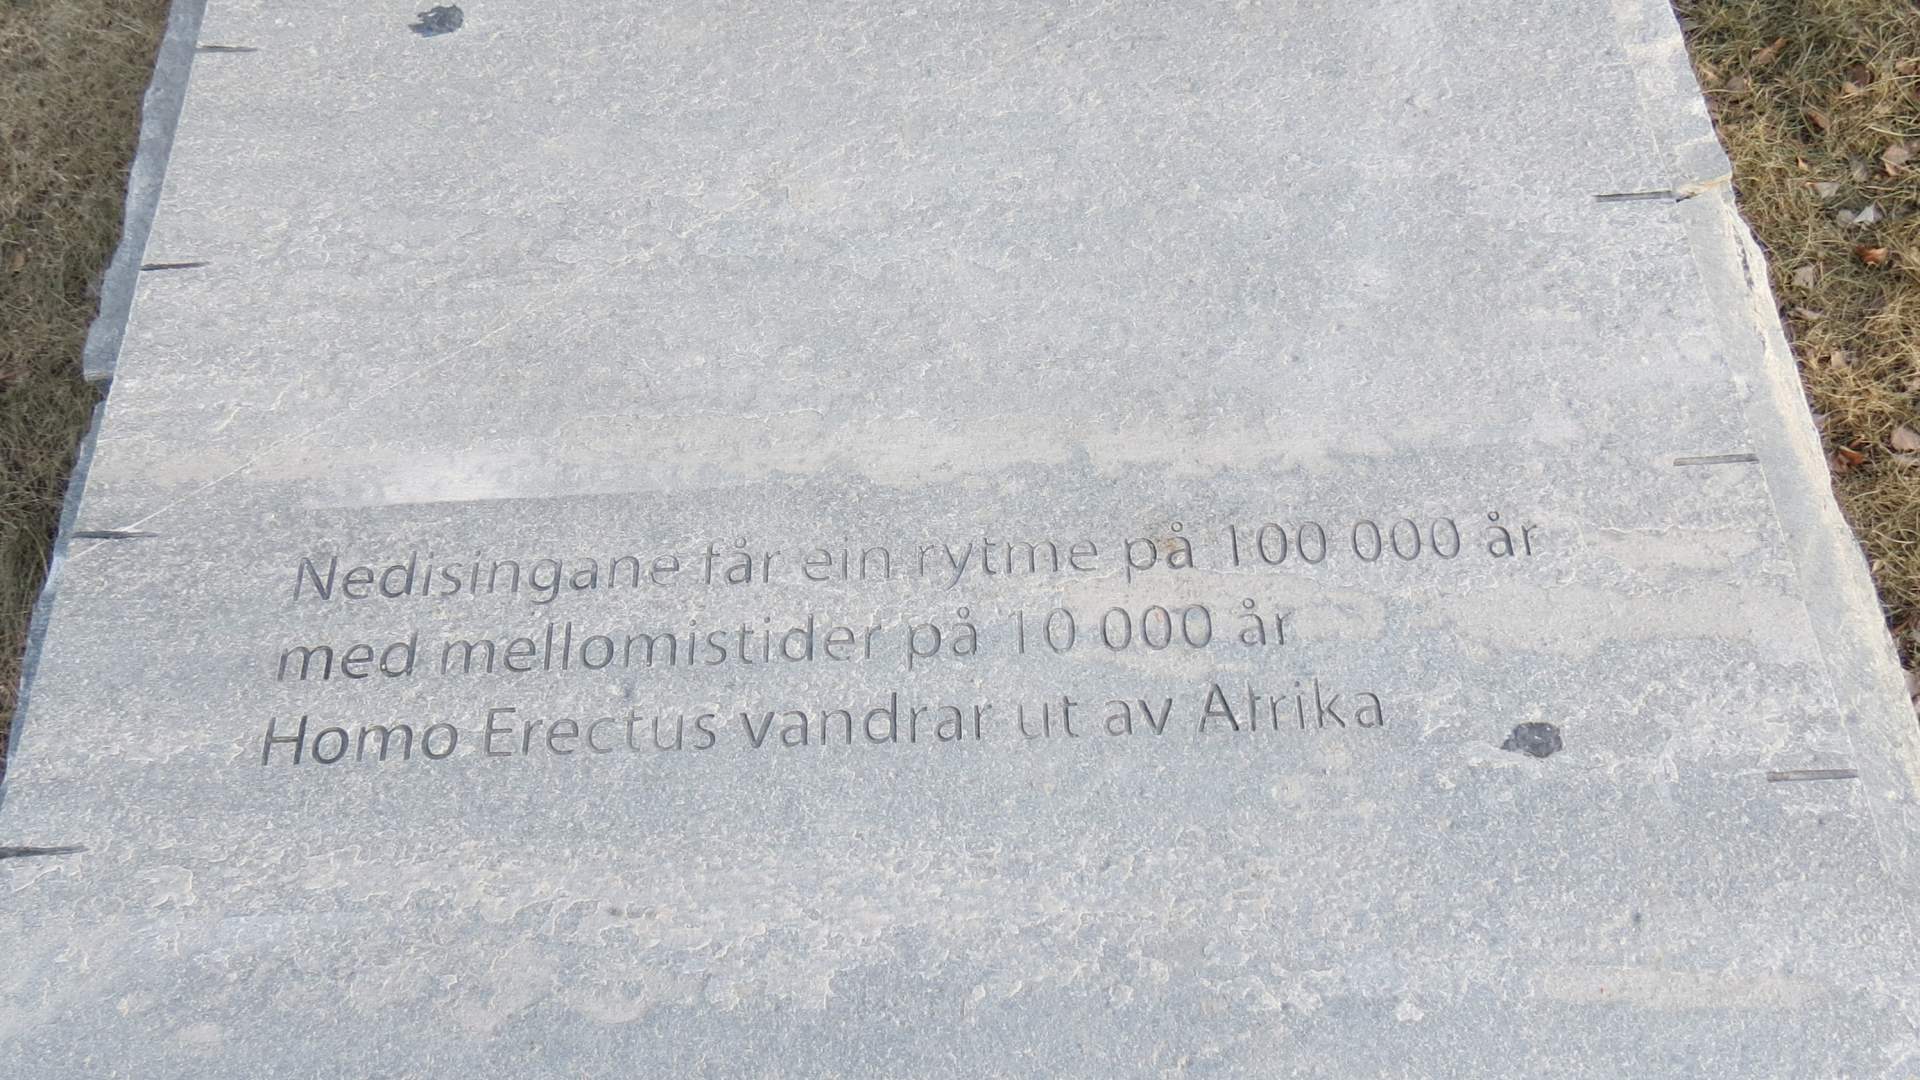 Nedisingane får ein rytme på 100 000 år
med mellomistider på 10 000 år
Homo Erectus vandrar ut av Afrika